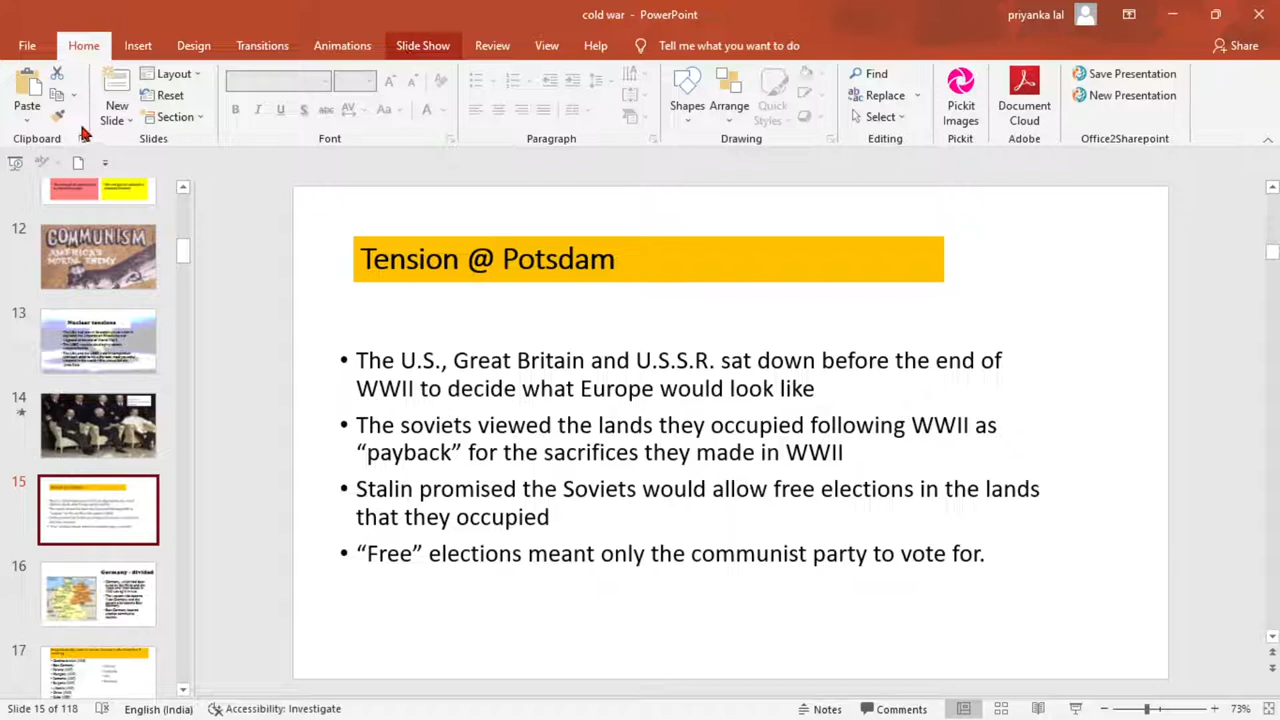 cold war - PowerPoint
priyanka lal
File Home Insert Design Transitions Animations Slide Show Review View Help Tell me what you want to do Share
Paste
New Slide
Layout
Reset
Section
Shapes
Arrange
Quick Styles
Find
Replace
Select
Pickit Images
Document Cloud
Save Presentation
New Presentation
Clipboard Slides Font Paragraph Drawing Editing Pickit Adobe Office2Sharepoint
12
COMMUNISM
AMERICA'S
MORTAL ENEMY
13
Nuclear tensions
14
15
16
Germany - divided
17
Tension @ Potsdam
• The U.S., Great Britain and U.S.S.R. sat down before the end of
WWII to decide what Europe would look like
• The soviets viewed the lands they occupied following WWII as
“payback” for the sacrifices they made in WWII
• Stalin promised the Soviets would allow free elections in the lands
that they occupied
• “Free” elections meant only the communist party to vote for.
Slide 15 of 118 English (India) Accessibility: Investigate Notes Comments 73%